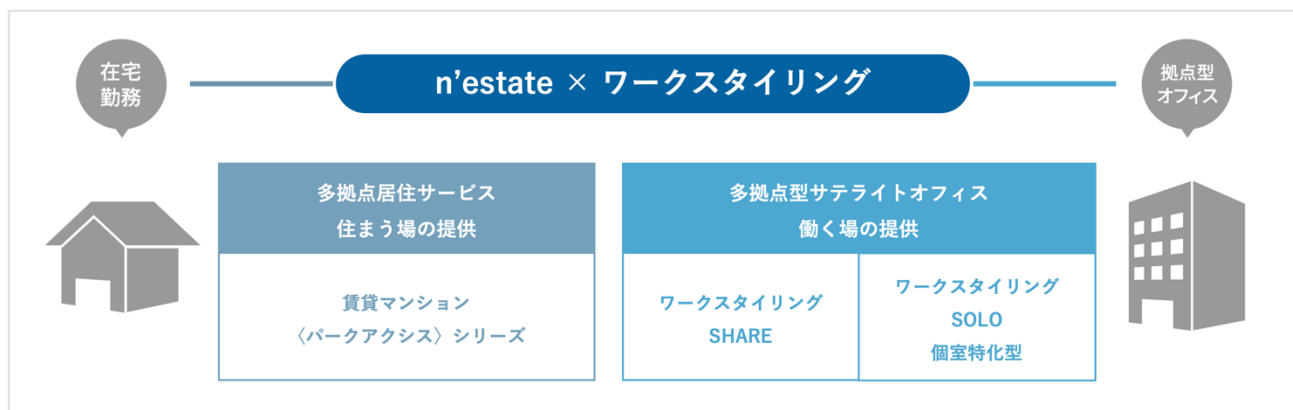 在宅
勤務
n'estate × ワークスタイリング
拠点型
オフィス
多拠点居住サービス
住まう場の提供
賃貸マンション
〈パークアクシス〉シリーズ
多拠点型サテライトオフィス
働く場の提供
ワークスタイリング
SHARE
ワークスタイリング
SOLO
個室特化型